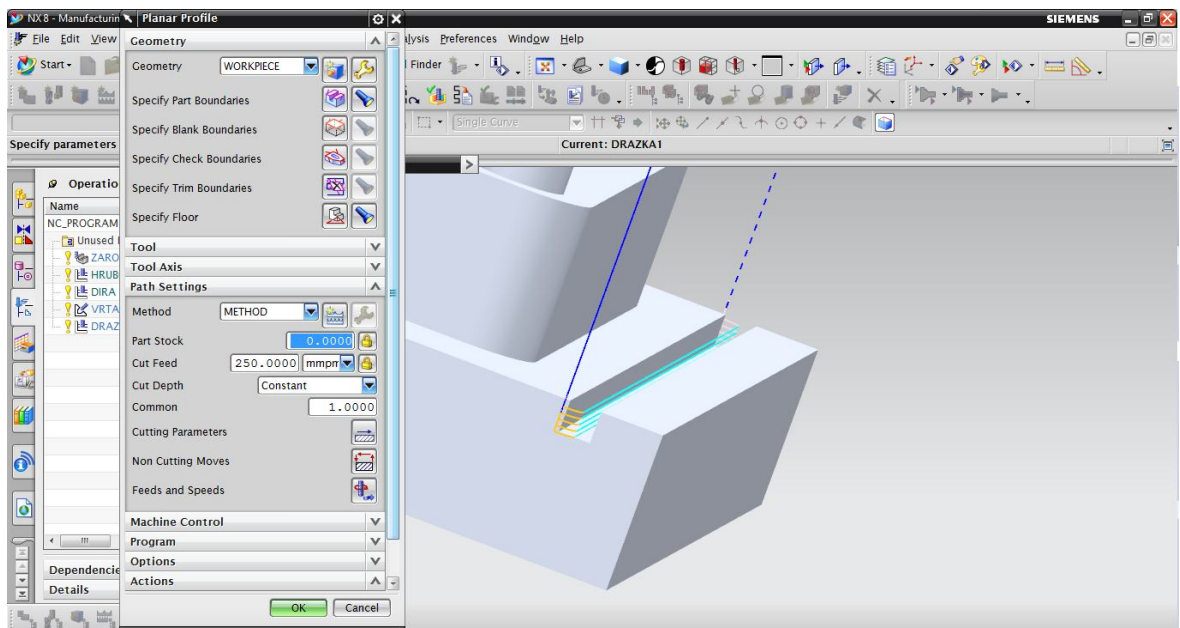 NX 8 - Manufacturin Planar Profile SIEMENS
File Edit View Geometry alysis Preferences Window Help
Start Geometry WORKPIECE Finder
Specify Part Boundaries
Specify Blank Boundaries Single Curve
Specify parameters Specify Check Boundaries Current: DRAZKA1
Operatio Specify Trim Boundaries
Name Specify Floor
NC_PROGRAM
Unused Tool
ZARO Tool Axis
HRUB Path Settings
DIRA Method METHOD
VRTA
DRAZ Part Stock 0.0000
Cut Feed 250.0000 mmpm
Cut Depth Constant
Common 1.0000
Cutting Parameters
Non Cutting Moves
Feeds and Speeds
Machine Control
Program
Options
Dependencie Actions
Details
OK Cancel